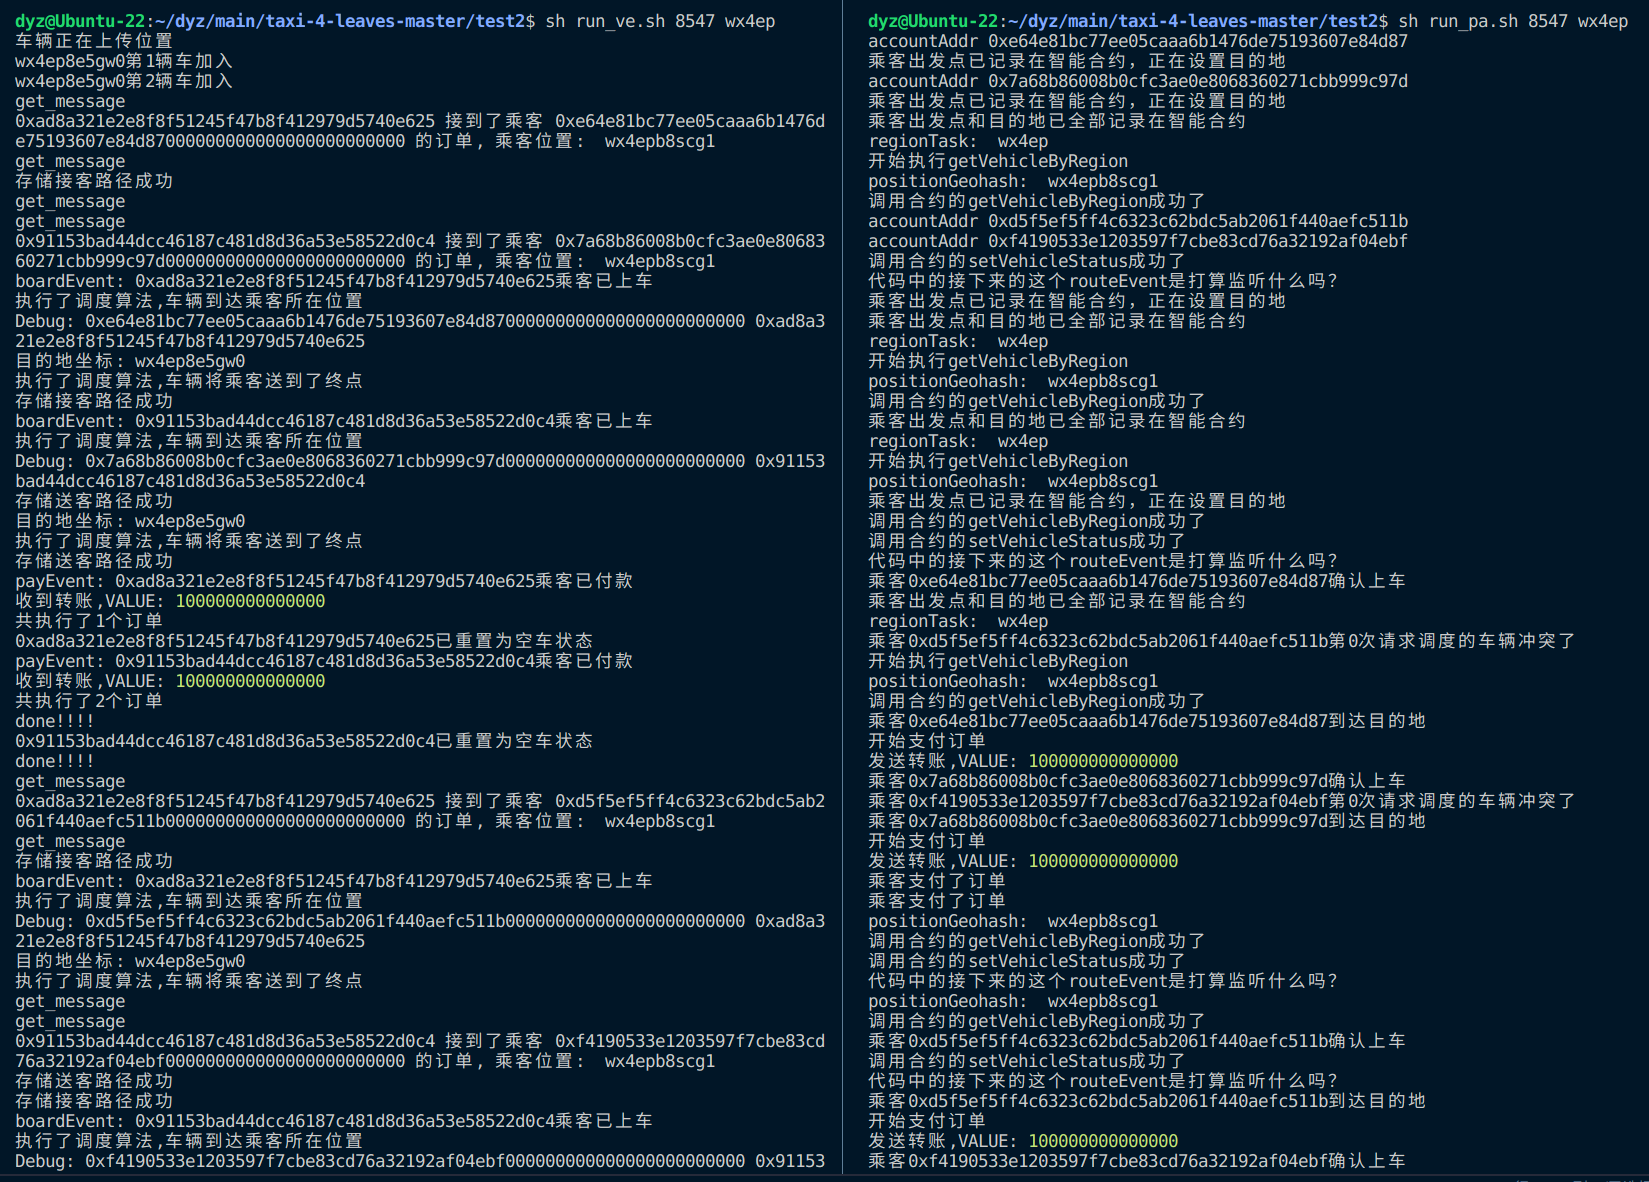 dyz@Ubuntu-22:~/dyz/main/taxi-4-leaves-master/test2$ sh run_ve.sh 8547 wx4ep
车辆正在上传位置
wx4ep8e5gw0第1辆车加入
wx4ep8e5gw0第2辆车加入
get_message
0xad8a321e2e8f8f51245f47b8f412979d5740e625 接到了乘客 0xe64e81bc77ee05caaa6b1476d
e75193607e84d87000000000000000000000000 的订单, 乘客位置:  wx4epb8scg1
get_message
存储接客路径成功
get_message
get_message
0x91153bad44dcc46187c481d8d36a53e58522d0c4 接到了乘客 0x7a68b86008b0cfc3ae0e80683
60271cbb999c97d000000000000000000000000 的订单, 乘客位置:  wx4epb8scg1
boardEvent: 0xad8a321e2e8f8f51245f47b8f412979d5740e625乘客已上车
执行了调度算法,车辆到达乘客所在位置
Debug: 0xe64e81bc77ee05caaa6b1476de75193607e84d87000000000000000000000000 0xad8a3
21e2e8f8f51245f47b8f412979d5740e625
目的地坐标: wx4ep8e5gw0
执行了调度算法,车辆将乘客送到了终点
存储接客路径成功
boardEvent: 0x91153bad44dcc46187c481d8d36a53e58522d0c4乘客已上车
执行了调度算法,车辆到达乘客所在位置
Debug: 0x7a68b86008b0cfc3ae0e8068360271cbb999c97d000000000000000000000000 0x91153
bad44dcc46187c481d8d36a53e58522d0c4
存储送客路径成功
目的地坐标: wx4ep8e5gw0
执行了调度算法,车辆将乘客送到了终点
存储送客路径成功
payEvent: 0xad8a321e2e8f8f51245f47b8f412979d5740e625乘客已付款
收到转账,VALUE: 100000000000000
共执行了1个订单
0xad8a321e2e8f8f51245f47b8f412979d5740e625已重置为空车状态
payEvent: 0x91153bad44dcc46187c481d8d36a53e58522d0c4乘客已付款
收到转账,VALUE: 100000000000000
共执行了2个订单
done!!!!
0x91153bad44dcc46187c481d8d36a53e58522d0c4已重置为空车状态
done!!!!
get_message
0xad8a321e2e8f8f51245f47b8f412979d5740e625 接到了乘客 0xd5f5ef5ff4c6323c62bdc5ab2
061f440aefc511b000000000000000000000000 的订单, 乘客位置:  wx4epb8scg1
get_message
存储接客路径成功
boardEvent: 0xad8a321e2e8f8f51245f47b8f412979d5740e625乘客已上车
执行了调度算法,车辆到达乘客所在位置
Debug: 0xd5f5ef5ff4c6323c62bdc5ab2061f440aefc511b000000000000000000000000 0xad8a3
21e2e8f8f51245f47b8f412979d5740e625
目的地坐标: wx4ep8e5gw0
执行了调度算法,车辆将乘客送到了终点
get_message
get_message
0x91153bad44dcc46187c481d8d36a53e58522d0c4 接到了乘客 0xf4190533e1203597f7cbe83cd
76a32192af04ebf000000000000000000000000 的订单, 乘客位置:  wx4epb8scg1
存储送客路径成功
存储接客路径成功
boardEvent: 0x91153bad44dcc46187c481d8d36a53e58522d0c4乘客已上车
执行了调度算法,车辆到达乘客所在位置
Debug: 0xf4190533e1203597f7cbe83cd76a32192af04ebf000000000000000000000000 0x91153
dyz@Ubuntu-22:~/dyz/main/taxi-4-leaves-master/test2$ sh run_pa.sh 8547 wx4ep
accountAddr 0xe64e81bc77ee05caaa6b1476de75193607e84d87
乘客出发点已记录在智能合约，正在设置目的地
accountAddr 0x7a68b86008b0cfc3ae0e8068360271cbb999c97d
乘客出发点已记录在智能合约，正在设置目的地
乘客出发点和目的地已全部记录在智能合约
regionTask:  wx4ep
开始执行getVehicleByRegion
positionGeohash:  wx4epb8scg1
调用合约的getVehicleByRegion成功了
accountAddr 0xd5f5ef5ff4c6323c62bdc5ab2061f440aefc511b
accountAddr 0xf4190533e1203597f7cbe83cd76a32192af04ebf
调用合约的setVehicleStatus成功了
代码中的接下来的这个routeEvent是打算监听什么吗?
乘客出发点已记录在智能合约，正在设置目的地
乘客出发点和目的地已全部记录在智能合约
regionTask:  wx4ep
开始执行getVehicleByRegion
positionGeohash:  wx4epb8scg1
调用合约的getVehicleByRegion成功了
乘客出发点和目的地已全部记录在智能合约
regionTask:  wx4ep
开始执行getVehicleByRegion
positionGeohash:  wx4epb8scg1
乘客出发点已记录在智能合约，正在设置目的地
调用合约的getVehicleByRegion成功了
调用合约的setVehicleStatus成功了
代码中的接下来的这个routeEvent是打算监听什么吗?
乘客0xe64e81bc77ee05caaa6b1476de75193607e84d87确认上车
乘客出发点和目的地已全部记录在智能合约
regionTask:  wx4ep
乘客0xd5f5ef5ff4c6323c62bdc5ab2061f440aefc511b第0次请求调度的车辆冲突了
开始执行getVehicleByRegion
positionGeohash:  wx4epb8scg1
调用合约的getVehicleByRegion成功了
乘客0xe64e81bc77ee05caaa6b1476de75193607e84d87到达目的地
开始支付订单
发送转账,VALUE: 100000000000000
乘客0x7a68b86008b0cfc3ae0e8068360271cbb999c97d确认上车
乘客0xf4190533e1203597f7cbe83cd76a32192af04ebf第0次请求调度的车辆冲突了
乘客0x7a68b86008b0cfc3ae0e8068360271cbb999c97d到达目的地
开始支付订单
发送转账,VALUE: 100000000000000
乘客支付了订单
乘客支付了订单
positionGeohash:  wx4epb8scg1
调用合约的getVehicleByRegion成功了
调用合约的setVehicleStatus成功了
代码中的接下来的这个routeEvent是打算监听什么吗?
positionGeohash:  wx4epb8scg1
调用合约的getVehicleByRegion成功了
乘客0xd5f5ef5ff4c6323c62bdc5ab2061f440aefc511b确认上车
调用合约的setVehicleStatus成功了
代码中的接下来的这个routeEvent是打算监听什么吗?
乘客0xd5f5ef5ff4c6323c62bdc5ab2061f440aefc511b到达目的地
开始支付订单
发送转账,VALUE: 100000000000000
乘客0xf4190533e1203597f7cbe83cd76a32192af04ebf确认上车